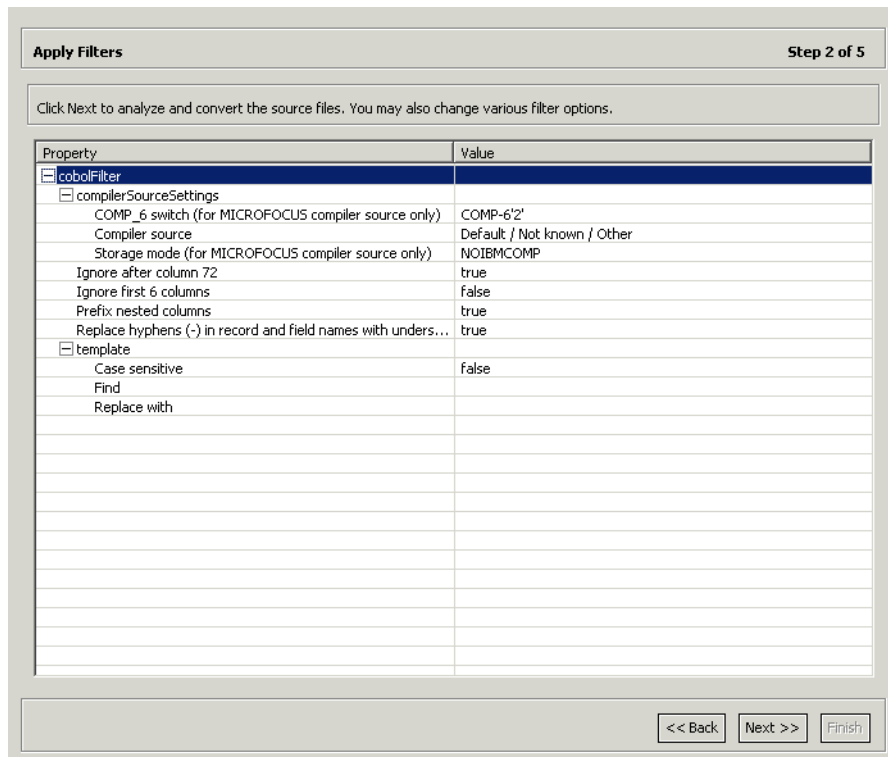 Apply Filters Step 2 of 5
Click Next to analyze and convert the source files. You may also change various filter options.
Property Value
cobolFilter
compilerSourceSettings
COMP_6 switch (for MICROFOCUS compiler source only) COMP-6'2'
Compiler source Default / Not known / Other
Storage mode (for MICROFOCUS compiler source only) NOIBMCOMP
Ignore after column 72 true
Ignore first 6 columns false
Prefix nested columns true
Replace hyphens (-) in record and field names with unders... true
template
Case sensitive false
Find
Replace with
<< Back Next >> Finish